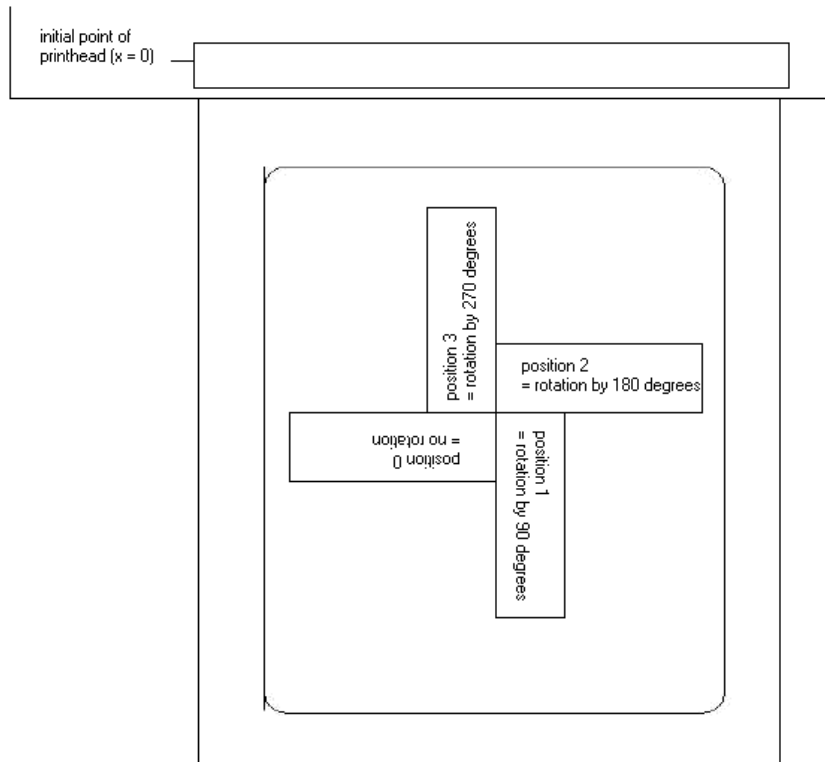 initial point of
printhead (x = 0)
position 3
= rotation by 270 degrees
position 2
= rotation by 180 degrees
position 0
= no rotation
position 1
= rotation by 90 degrees